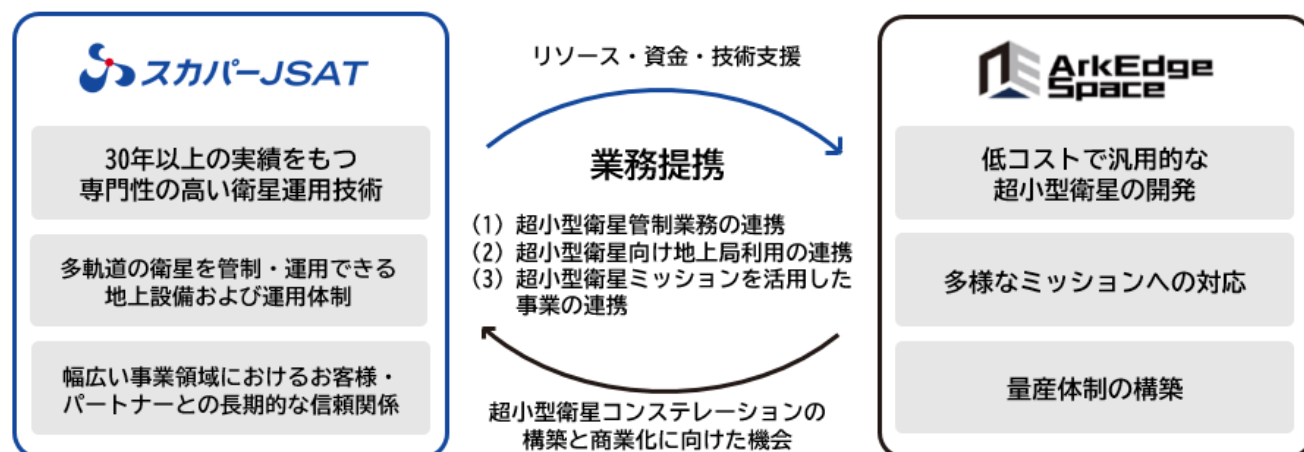 スカパーJSAT
30年以上の実績をもつ
専門性の高い衛星運用技術
多軌道の衛星を管制・運用できる
地上設備および運用体制
幅広い事業領域におけるお客様・
パートナーとの長期的な信頼関係
リソース・資金・技術支援
業務提携
(1) 超小型衛星管制業務の連携
(2) 超小型衛星向け地上局利用の連携
(3) 超小型衛星ミッションを活用した
事業の連携
超小型衛星コンステレーションの
構築と商業化に向けた機会
ArkEdge
Space
低コストで汎用的な
超小型衛星の開発
多様なミッションへの対応
量産体制の構築